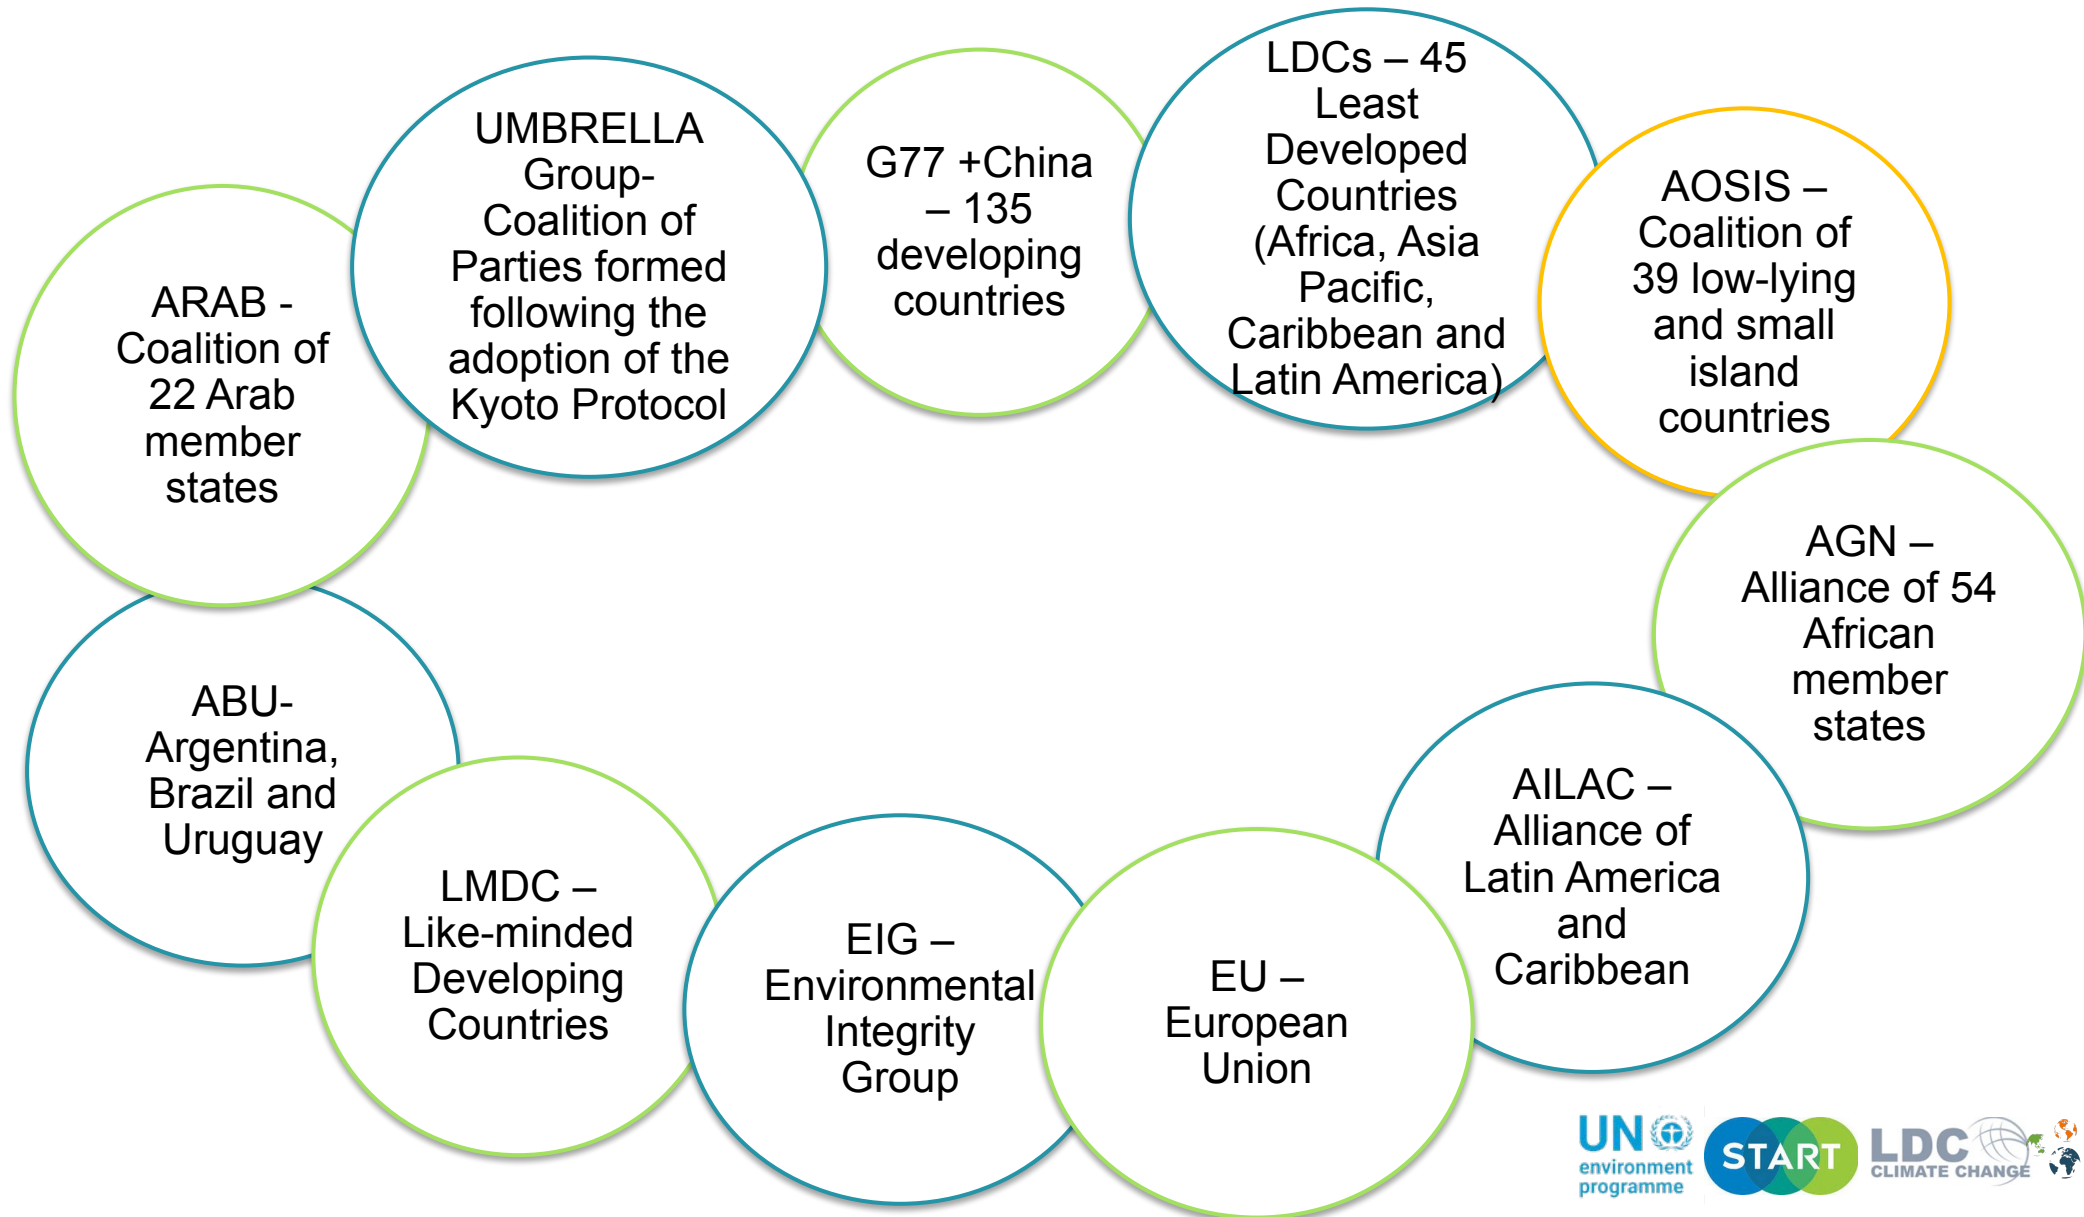 UMBRELLA
Group-
Coalition of
Parties formed
following the
adoption of the
Kyoto Protocol
G77 +China
– 135
developing
countries
LDCs – 45
Least
Developed
Countries
(Africa, Asia
Pacific,
Caribbean and
Latin America)
AOSIS –
Coalition of
39 low-lying
and small
island
countries
AGN –
Alliance of 54
African
member
states
AILAC –
Alliance of
Latin America
and
Caribbean
EU –
European
Union
EIG –
Environmental
Integrity
Group
LMDC –
Like-minded
Developing
Countries
ABU-
Argentina,
Brazil and
Uruguay
ARAB -
Coalition of
22 Arab
member
states
UN
environment
programme
START
LDC
CLIMATE CHANGE